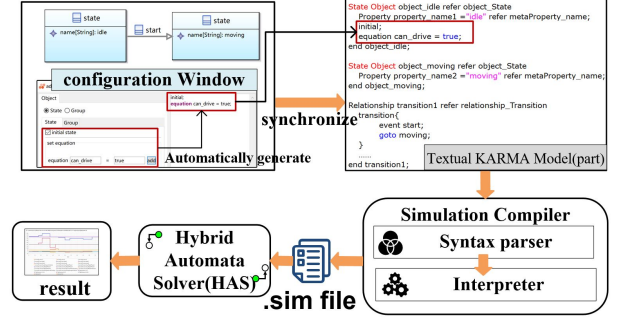 state
name[String]: idle
start
state
name[String]: moving
configuration Window
Object
State
Group
State
Group
initial state
set equation
equation
can_drive
=
true
add
initial;
equation can_drive = true;
Automatically generate
synchronize
State Object object_idle refer object_State
Property property_name1 ="idle" refer metaProperty_name;
initial;
equation can_drive = true;
end object_idle;
State Object object_moving refer object_State
Property property_name2 ="moving" refer metaProperty_name;
end object_moving;
Relationship transition1 refer relationship_Transition
transition{
event start;
goto moving;
}
......
end transition1;
Textual KARMA Model(part)
Simulation Compiler
Syntax parser
Interpreter
.sim file
Hybrid
Automata
Solver(HAS)
result